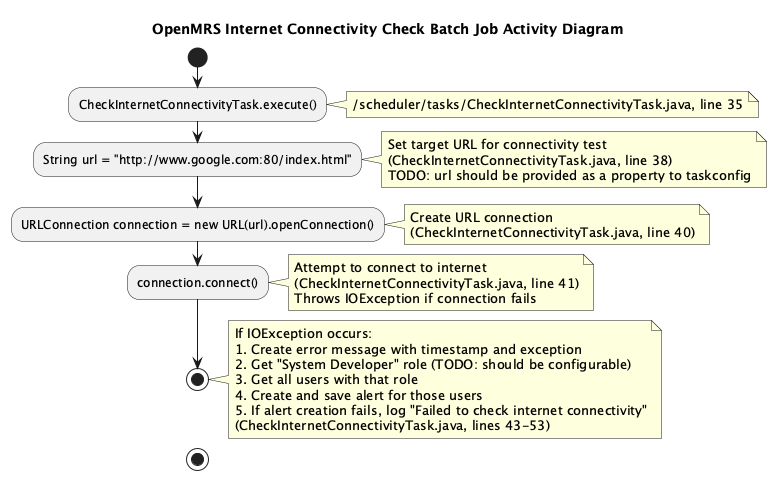 OpenMRS Internet Connectivity Check Batch Job Activity Diagram
CheckInternetConnectivityTask.execute()
/scheduler/tasks/CheckInternetConnectivityTask.java, line 35
String url = "http://www.google.com:80/index.html"
Set target URL for connectivity test
(CheckInternetConnectivityTask.java, line 38)
TODO: url should be provided as a property to taskconfig
URLConnection connection = new URL(url).openConnection()
Create URL connection
(CheckInternetConnectivityTask.java, line 40)
connection.connect()
Attempt to connect to internet
(CheckInternetConnectivityTask.java, line 41)
Throws IOException if connection fails
If IOException occurs:
1. Create error message with timestamp and exception
2. Get "System Developer" role (TODO: should be configurable)
3. Get all users with that role
4. Create and save alert for those users
5. If alert creation fails, log "Failed to check internet connectivity"
(CheckInternetConnectivityTask.java, lines 43-53)